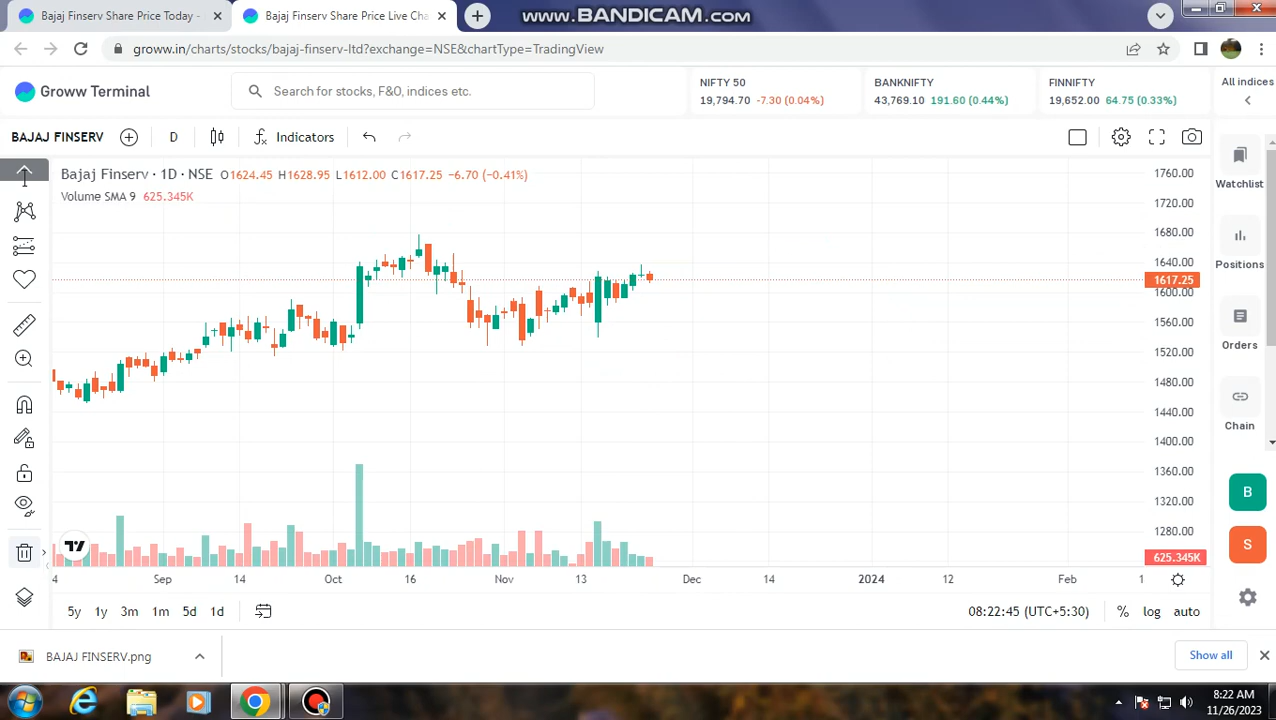 www.BANDICAM.com
Bajaj Finserv Share Price Today -
Bajaj Finserv Share Price Live Cha
groww.in/charts/stocks/bajaj-finserv-ltd?exchange=NSE&chartType=TradingView
Groww Terminal
Search for stocks, F&O, indices etc.
NIFTY 50
19,794.70 -7.30 (0.04%)
BANKNIFTY
43,769.10 191.60 (0.44%)
FINNIFTY
19,652.00 64.75 (0.33%)
All indices
BAJAJ FINSERV
D
Indicators
Bajaj Finserv · 1D · NSE O1624.45 H1628.95 L1612.00 C1617.25 -6.70 (-0.41%)
Volume SMA 9 625.345K
1760.00
1720.00
1680.00
1640.00
1617.25
1600.00
1560.00
1520.00
1480.00
1440.00
1400.00
1360.00
1320.00
1280.00
625.345K
Watchlist
Positions
Orders
Chain
B
S
4 Sep 14 Oct 16 Nov 13 Dec 14 2024 12 Feb 1
5y 1y 3m 1m 5d 1d
08:22:45 (UTC+5:30) % log auto
BAJAJ FINSERV.png
Show all
8:22 AM
11/26/2023